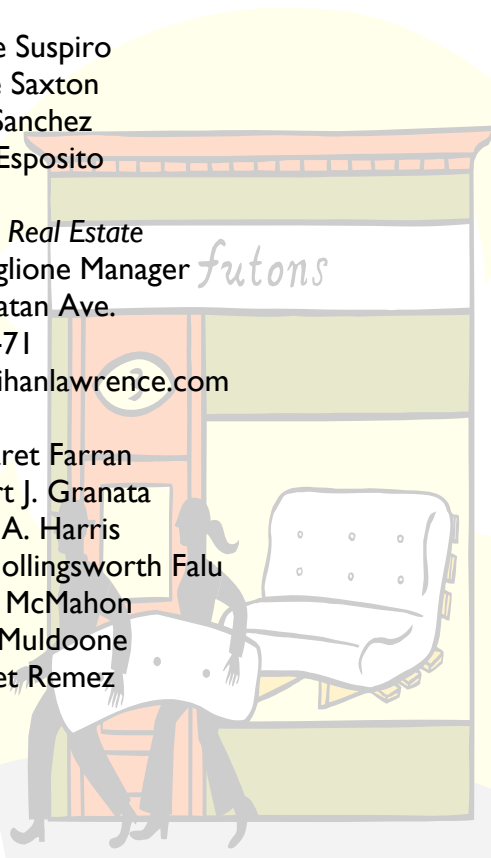 e Suspiro
e Saxton
Sanchez
Esposito
Real Estate
glione Manager
futons
atan Ave.
71
3
ihanlawrence.com
ret Farran
rt J. Granata
A. Harris
ollingsworth Falu
McMahon
Muldoone
et Remez